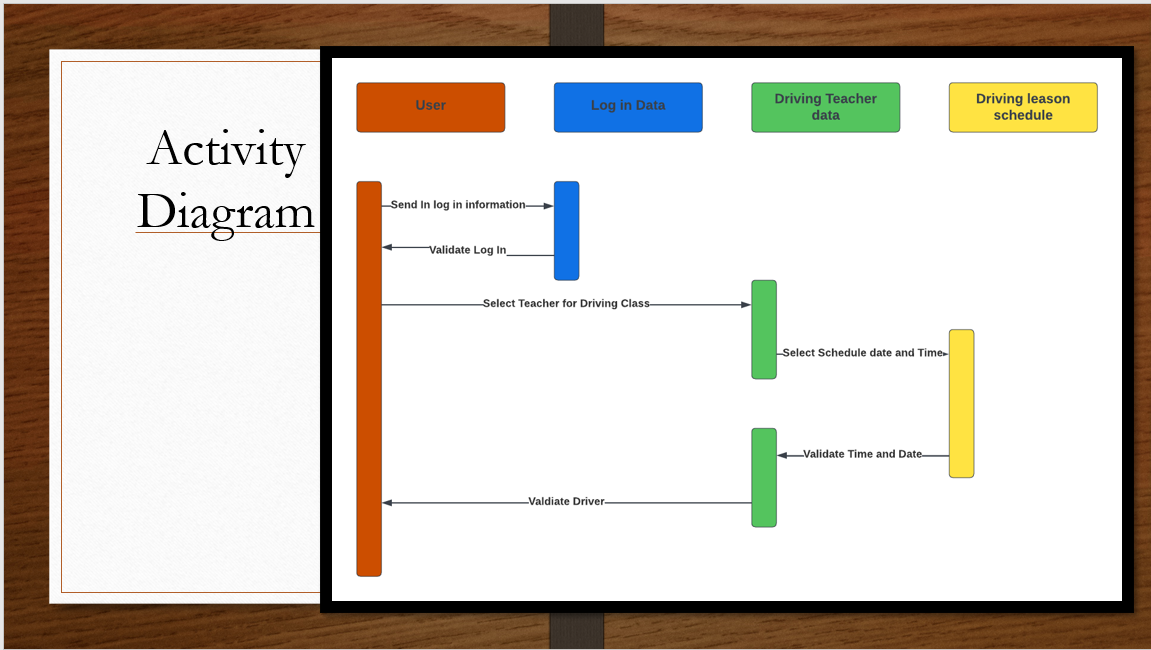 Activity
Diagram
User
Log in Data
Driving Teacher
data
Driving leason
schedule
Send In log in information
Validate Log In
Select Teacher for Driving Class
Select Schedule date and Time
Validate Time and Date
Valdiate Driver